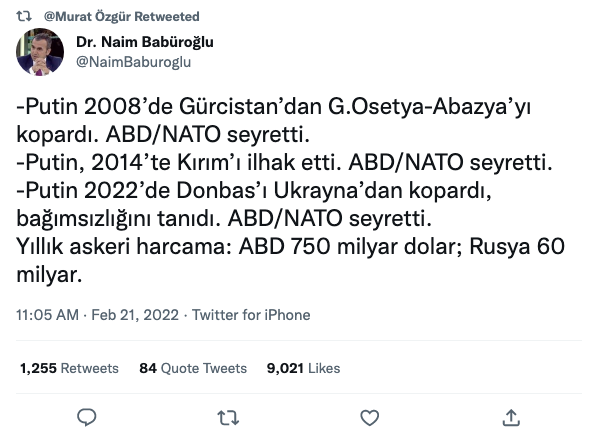 @Murat Özgür Retweeted
Dr. Naim Babüroğlu
@NaimBaburoglu
-Putin 2008’de Gürcistan’dan G.Osetya-Abazya’yı
kopardı. ABD/NATO seyretti.
-Putin, 2014’te Kırım’ı ilhak etti. ABD/NATO seyretti.
-Putin 2022’de Donbas’ı Ukrayna’dan kopardı,
bağımsızlığını tanıdı. ABD/NATO seyretti.
Yıllık askeri harcama: ABD 750 milyar dolar; Rusya 60
milyar.
11:05 AM · Feb 21, 2022 · Twitter for iPhone
1,255 Retweets 84 Quote Tweets 9,021 Likes